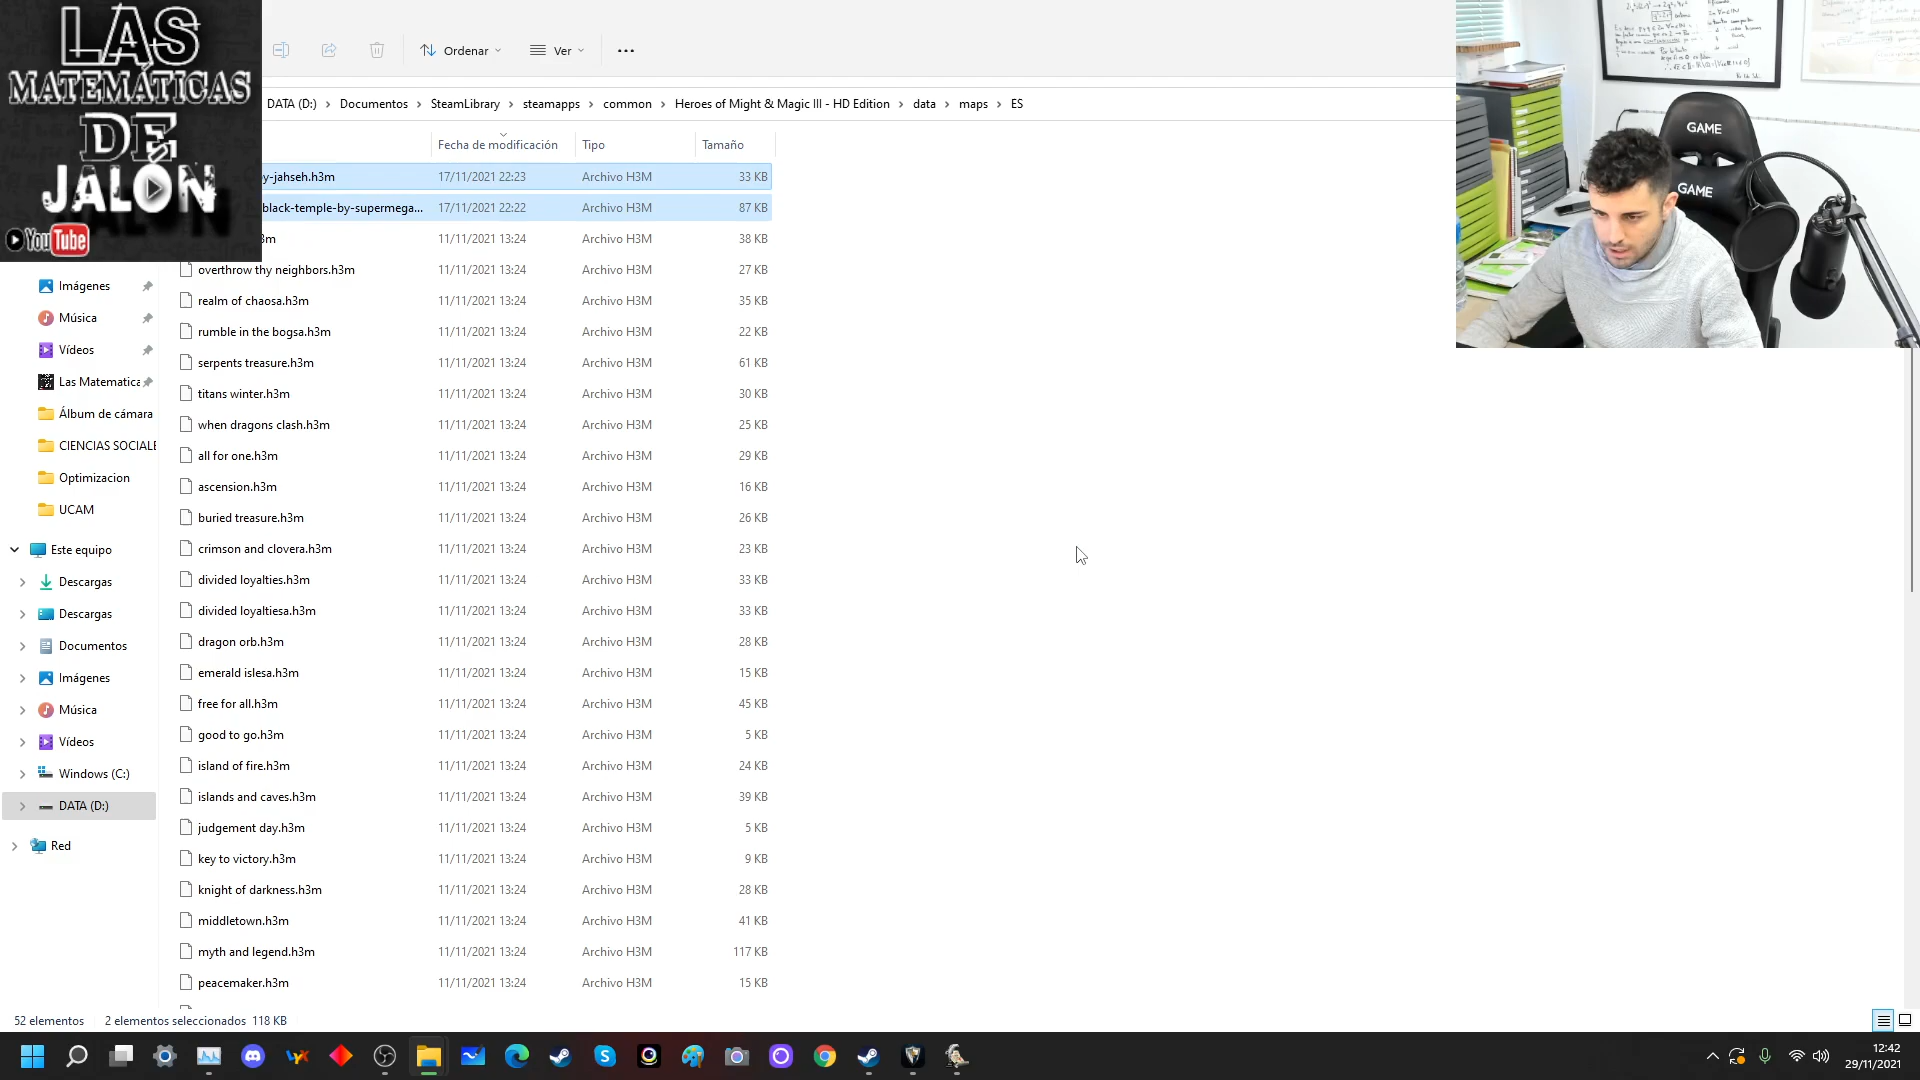 LAS
MATEMÁTICAS
DE
JALÓN
YouTube
Ordenar
Ver
DATA (D:) > Documentos > SteamLibrary > steamapps > common > Heroes of Might & Magic III - HD Edition > data > maps > ES
Fecha de modificación Tipo Tamaño
y-jahseh.h3m 17/11/2021 22:23 Archivo H3M 33 KB
black-temple-by-supermega... 17/11/2021 22:22 Archivo H3M 87 KB
3m 11/11/2021 13:24 Archivo H3M 38 KB
overthrow thy neighbors.h3m 11/11/2021 13:24 Archivo H3M 27 KB
realm of chaosa.h3m 11/11/2021 13:24 Archivo H3M 35 KB
rumble in the bogsa.h3m 11/11/2021 13:24 Archivo H3M 22 KB
serpents treasure.h3m 11/11/2021 13:24 Archivo H3M 61 KB
titans winter.h3m 11/11/2021 13:24 Archivo H3M 30 KB
when dragons clash.h3m 11/11/2021 13:24 Archivo H3M 25 KB
all for one.h3m 11/11/2021 13:24 Archivo H3M 29 KB
ascension.h3m 11/11/2021 13:24 Archivo H3M 16 KB
buried treasure.h3m 11/11/2021 13:24 Archivo H3M 26 KB
crimson and clovera.h3m 11/11/2021 13:24 Archivo H3M 23 KB
divided loyalties.h3m 11/11/2021 13:24 Archivo H3M 33 KB
divided loyaltiesa.h3m 11/11/2021 13:24 Archivo H3M 33 KB
dragon orb.h3m 11/11/2021 13:24 Archivo H3M 28 KB
emerald islesa.h3m 11/11/2021 13:24 Archivo H3M 15 KB
free for all.h3m 11/11/2021 13:24 Archivo H3M 45 KB
good to go.h3m 11/11/2021 13:24 Archivo H3M 5 KB
island of fire.h3m 11/11/2021 13:24 Archivo H3M 24 KB
islands and caves.h3m 11/11/2021 13:24 Archivo H3M 39 KB
judgement day.h3m 11/11/2021 13:24 Archivo H3M 5 KB
key to victory.h3m 11/11/2021 13:24 Archivo H3M 9 KB
knight of darkness.h3m 11/11/2021 13:24 Archivo H3M 28 KB
middletown.h3m 11/11/2021 13:24 Archivo H3M 41 KB
myth and legend.h3m 11/11/2021 13:24 Archivo H3M 117 KB
peacemaker.h3m 11/11/2021 13:24 Archivo H3M 15 KB
Imágenes
Música
Vídeos
Las Matematica
Álbum de cámara
CIENCIAS SOCIALE
Optimizacion
UCAM
Este equipo
Descargas
Descargas
Documentos
Imágenes
Música
Vídeos
Windows (C:)
DATA (D:)
Red
52 elementos 2 elementos seleccionados 118 KB
GAME
GAME
12:42
29/11/2021